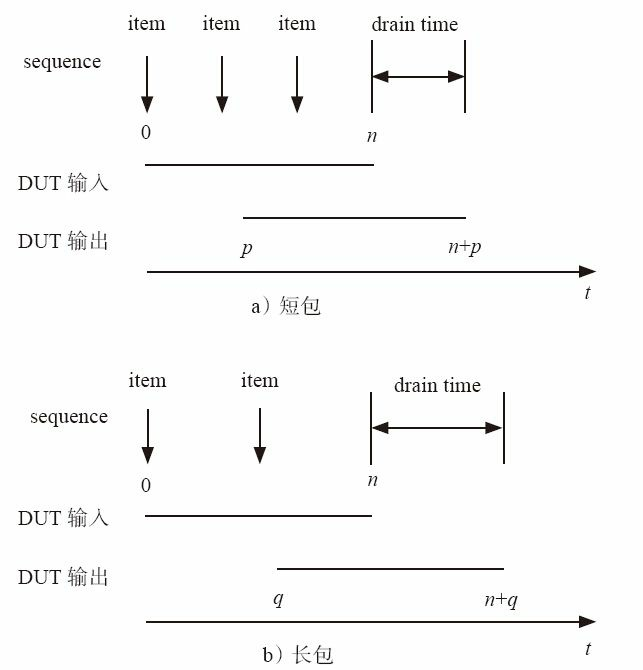 item item item drain time
sequence
0 n
DUT 输入
DUT 输出
p n+p
t
a）短包
item item drain time
sequence
0 n
DUT 输入
DUT 输出
q n+q
t
b）长包